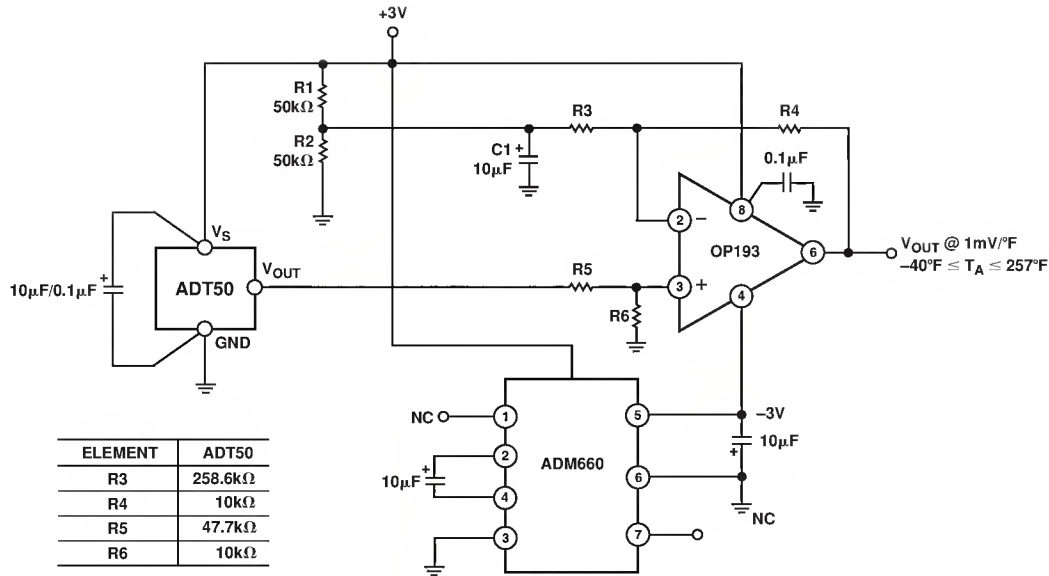 +3V
R1
50kΩ
R2
50kΩ
C1
+
10μF
R3
R4
0.1μF
VS
VOUT
ADT50
GND
+
10μF/0.1μF
R5
R6
2
−
3
+
8
OP193
6
4
VOUT @ 1mV/°F
−40°F ≤ TA ≤ 257°F
NC
1
2
4
3
+
10μF
ADM660
5
6
7
−3V
10μF
+
NC
ELEMENT ADT50
R3 258.6kΩ
R4 10kΩ
R5 47.7kΩ
R6 10kΩ